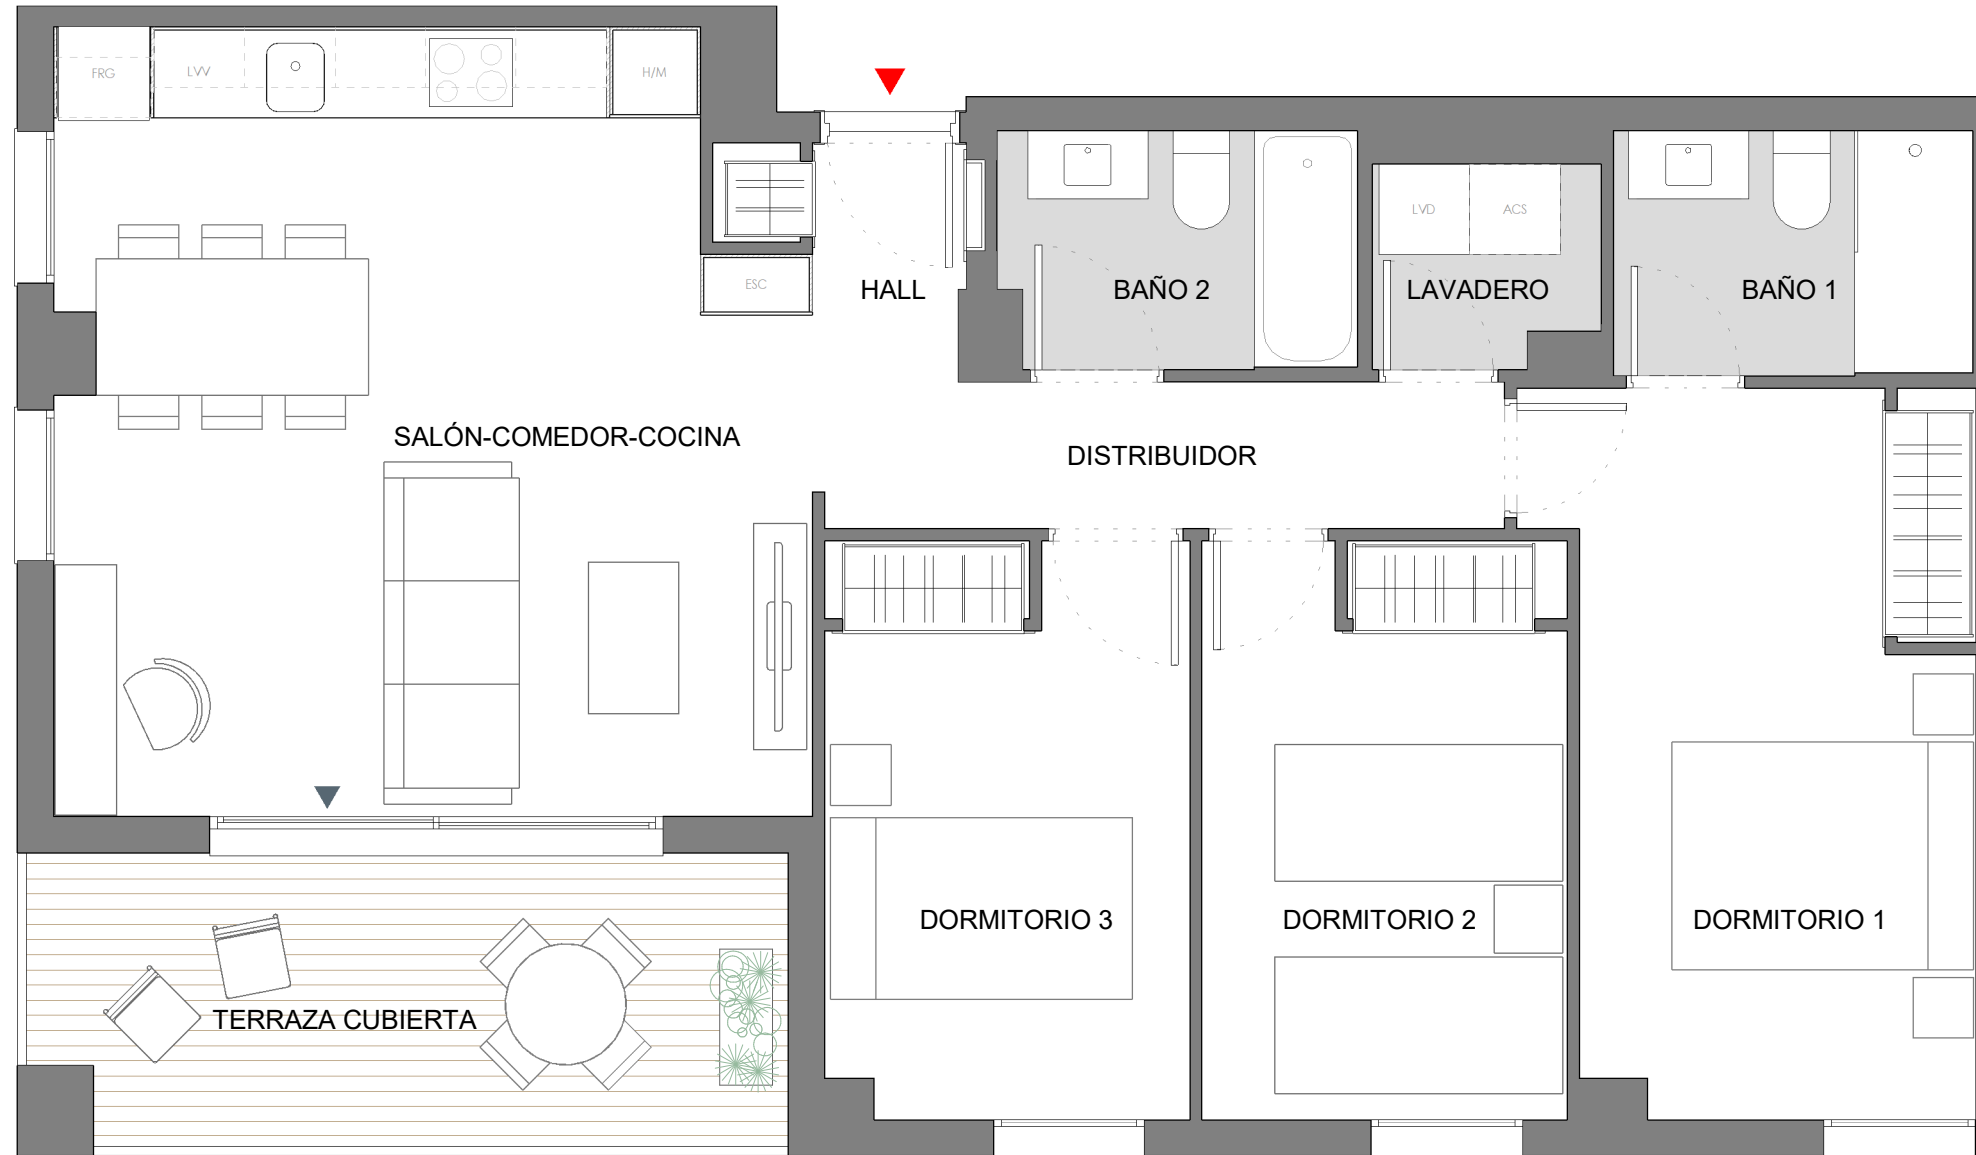 FRG
LVV
H/M
LVD
ACS
ESC
HALL
BAÑO 2
LAVADERO
BAÑO 1
SALÓN-COMEDOR-COCINA
DISTRIBUIDOR
DORMITORIO 3
DORMITORIO 2
DORMITORIO 1
TERRAZA CUBIERTA